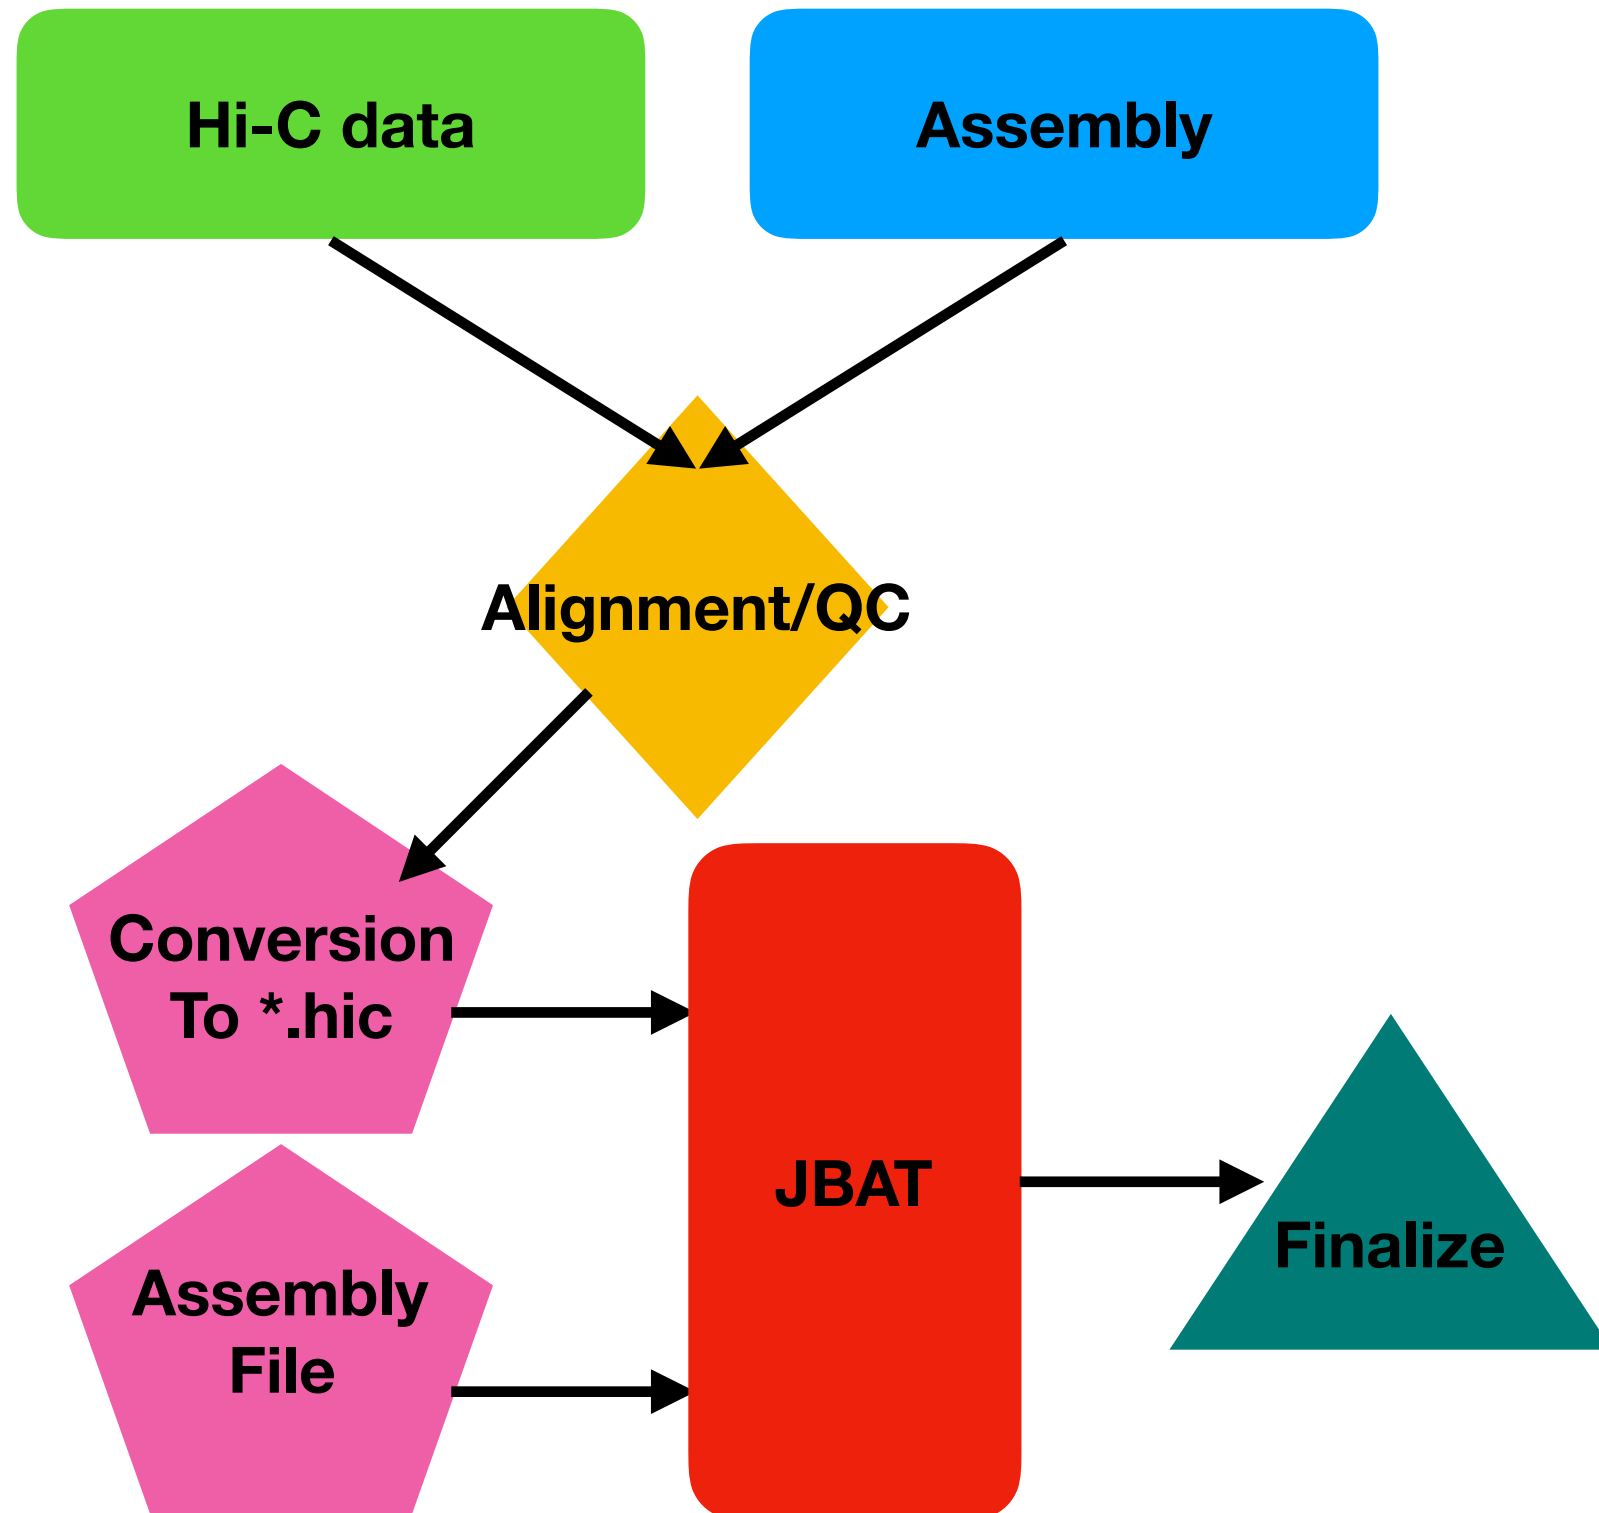 Hi-C data
Assembly
Alignment/QC
Conversion
To *.hic
JBAT
Finalize
Assembly
File